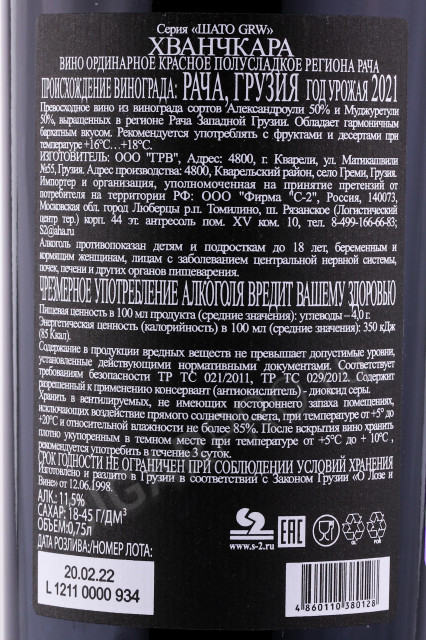 Серия «ШАТО GRW»
ХВАНЧКАРА
ВИНО ОРДИНАРНОЕ КРАСНОЕ ПОЛУСЛАДКОЕ РЕГИОНА РАЧА
ПРОИСХОЖДЕНИЕ ВИНОГРАДА: РАЧА, ГРУЗИЯ ГОД УРОЖАЯ 2021
Превосходное вино из винограда сортов Александроули 50% и Муджуретули
50%, выращенных в регионе Рача Западной Грузии. Обладает гармоничным
бархатным вкусом. Рекомендуется употреблять с фруктами и десертами при
температуре +16°C…+18°C.
ИЗГОТОВИТЕЛЬ: ООО "ГРВ", Адрес: 4800, г. Кварели, ул. Матикашвили
№55, Грузия. Адрес производства: 4800, Кварельский район, село Греми, Грузия.
Импортер и организация, уполномоченная на принятие претензий от
потребителя на территории РФ: ООО "Фирма "С-2", Россия, 140073,
Московская обл. город Люберцы р.п. Томилино, ш. Рязанское (Логистический
центр тер.) корп. 44 эт. антресоль пом. XV ком. 10, тел. 8-499-166-66-83;
S2@aha.ru
Алкоголь противопоказан детям и подросткам до 18 лет, беременным и
кормящим женщинам, лицам с заболеванием центральной нервной системы,
почек, печени и других органов пищеварения.
ЧРЕЗМЕРНОЕ УПОТРЕБЛЕНИЕ АЛКОГОЛЯ ВРЕДИТ ВАШЕМУ ЗДОРОВЬЮ
Пищевая ценность в 100 мл продукта (средние значения): углеводы – 4,0 г.
Энергетическая ценность (калорийность) в 100 мл (средние значения): 350 кДж
(85 Ккал).
Содержание в продукции вредных веществ не превышает допустимые уровни,
установленные действующими нормативными документами. Соответствует
требованиям безопасности ТР ТС 021/2011, ТР ТС 029/2012. Содержит
разрешенный к применению консервант (антиокислитель) - диоксид серы.
Хранить в вентилируемых, не имеющих постороннего запаха помещениях,
исключающих воздействие прямого солнечного света, при температуре от +5° до
+20°C и относительной влажности не более 85%. После вскрытия вино хранить
плотно укупоренным в темном месте при температуре от +5°C до + 10°C ,
рекомендуется употребить в течение 3 суток.
СРОК ГОДНОСТИ НЕ ОГРАНИЧЕН ПРИ СОБЛЮДЕНИИ УСЛОВИЙ ХРАНЕНИЯ
Изготовлено и разлито в Грузии в соответствии с Законом Грузии «О Лозе и
Вине» от 12.06.1998.
АЛК.: 11,5%
САХАР: 18-45 Г/ДМ³
ОБЪЕМ:0,75Л
ДАТА РОЗЛИВА/НОМЕР ЛОТА:
20.02.22
L 1211 0000 934
S2
www.s-2.ru
EAC
4 860110 380128